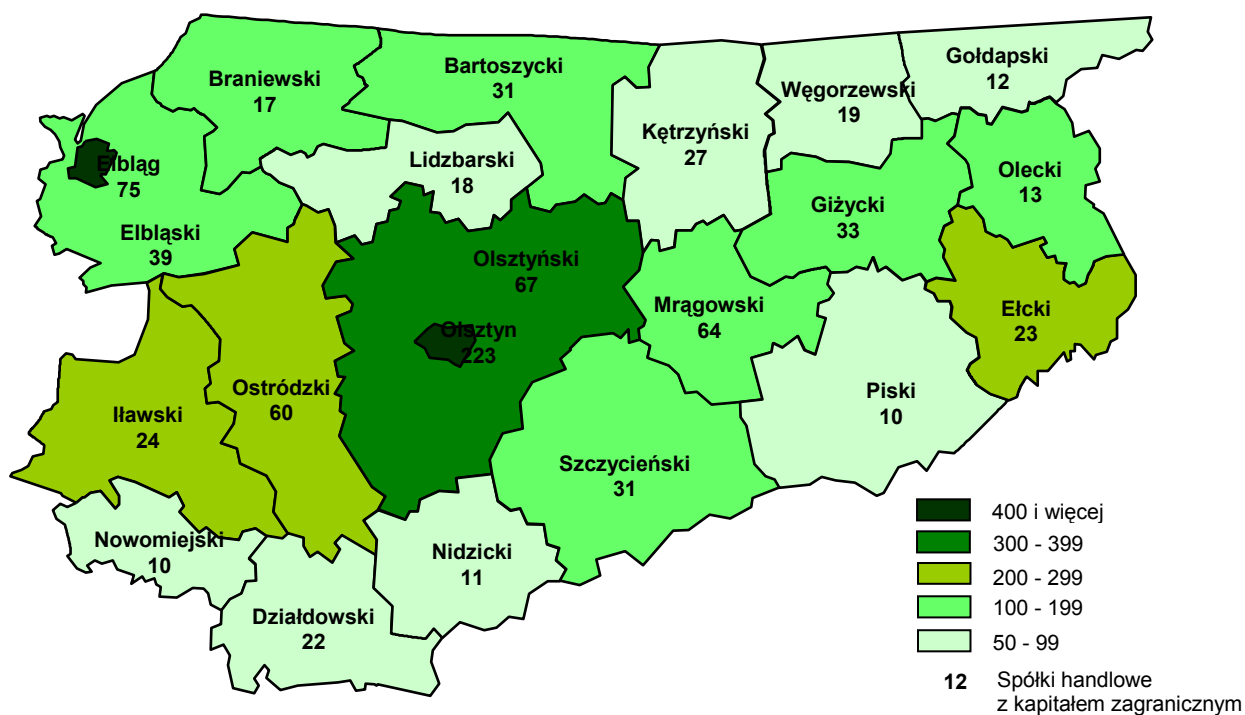 Braniewski
17
Bartoszycki
31
Gołdapski
12
Węgorzewski
19
Kętrzyński
27
Lidzbarski
18
Elbląg
75
Olecki
13
Giżycki
33
Elbląski
39
Olsztyński
67
Mrągowski
64
Ełcki
23
Olsztyn
223
Ostródzki
60
Iławski
24
Piski
10
Szczycieński
31
Nowomiejski
10
Nidzicki
11
Działdowski
22
400 i więcej
300 - 399
200 - 299
100 - 199
50 - 99
12 Spółki handlowe
z kapitałem zagranicznym